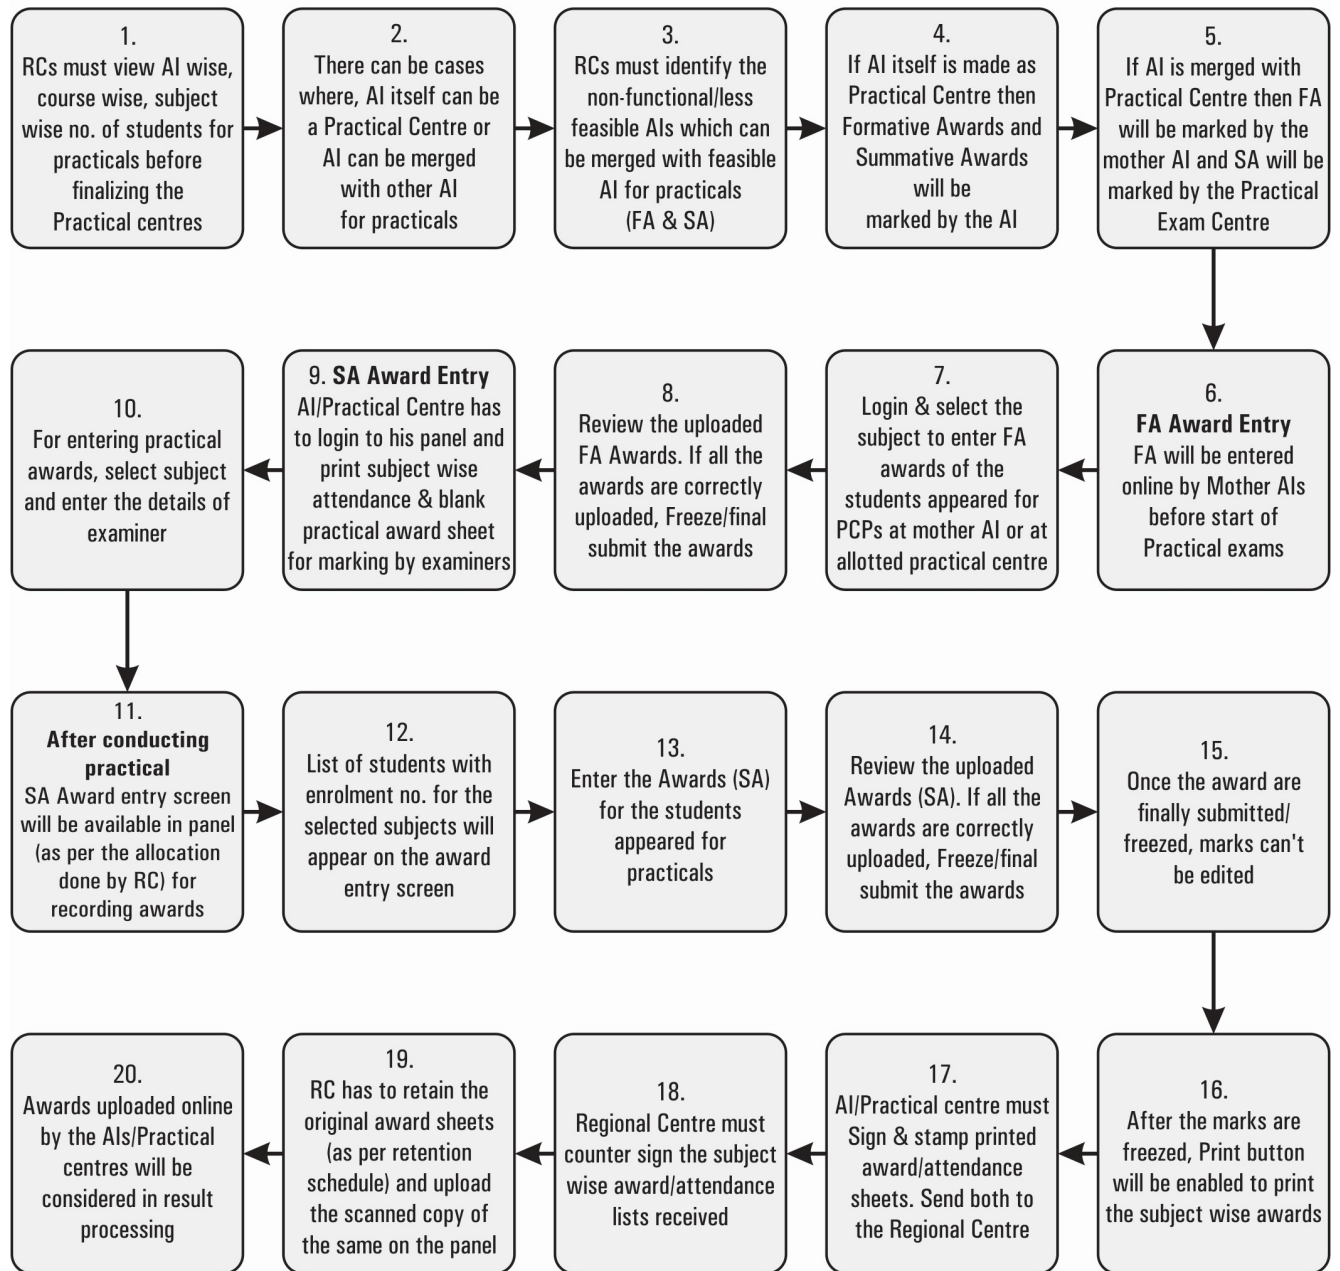 1.
RCs must view AI wise,
course wise, subject
wise no. of students for
practicals before
finalizing the
Practical centres
2.
There can be cases
where, AI itself can be
a Practical Centre or
AI can be merged
with other AI
for practicals
3.
RCs must identify the
non-functional/less
feasible AIs which can
be merged with feasible
AI for practicals
(FA & SA)
4.
If AI itself is made as
Practical Centre then
Formative Awards and
Summative Awards
will be
marked by the AI
5.
If AI is merged with
Practical Centre then FA
will be marked by the
mother AI and SA will be
marked by the Practical
Exam Centre
6.
FA Award Entry
FA will be entered
online by Mother AIs
before start of
Practical exams
7.
Login & select the
subject to enter FA
awards of the
students appeared for
PCPs at mother AI or at
allotted practical centre
8.
Review the uploaded
FA Awards. If all the
awards are correctly
uploaded, Freeze/final
submit the awards
9. SA Award Entry
AI/Practical Centre has
to login to his panel and
print subject wise
attendance & blank
practical award sheet
for marking by examiners
10.
For entering practical
awards, select subject
and enter the details of
examiner
11.
After conducting
practical
SA Award entry screen
will be available in panel
(as per the allocation
done by RC) for
recording awards
12.
List of students with
enrolment no. for the
selected subjects will
appear on the award
entry screen
13.
Enter the Awards (SA)
for the students
appeared for
practicals
14.
Review the uploaded
Awards (SA). If all the
awards are correctly
uploaded, Freeze/final
submit the awards
15.
Once the award are
finally submitted/
freezed, marks can't
be edited
16.
After the marks are
freezed, Print button
will be enabled to print
the subject wise awards
17.
AI/Practical centre must
Sign & stamp printed
award/attendance
sheets. Send both to
the Regional Centre
18.
Regional Centre must
counter sign the subject
wise award/attendance
lists received
19.
RC has to retain the
original award sheets
(as per retention
schedule) and upload
the scanned copy of
the same on the panel
20.
Awards uploaded online
by the AIs/Practical
centres will be
considered in result
processing